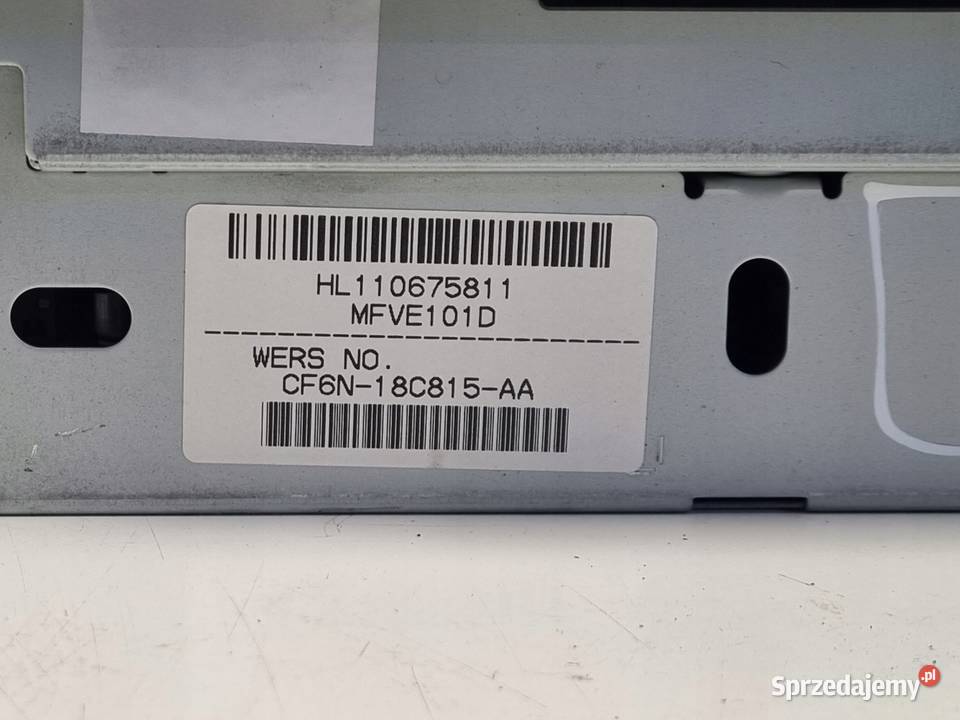 HL110675811
MFVE101D
WERS NO.
CF6N-18C815-AA
Sprzedajemy.pl